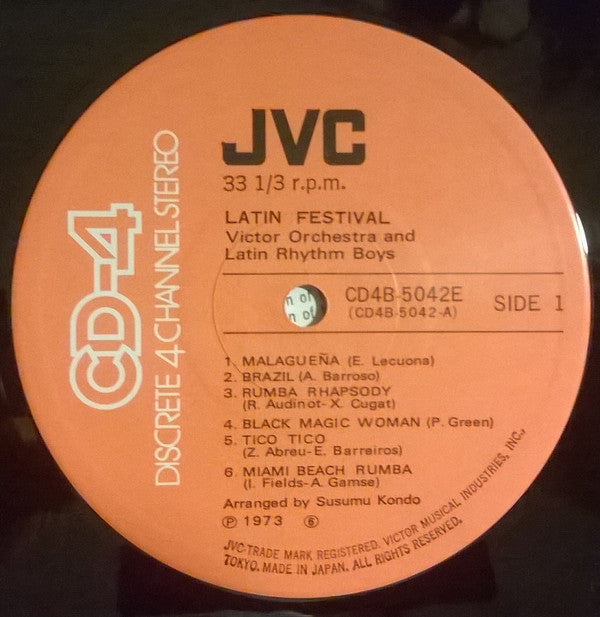 JVC
33 1/3 r.p.m.
LATIN FESTIVAL
Victor Orchestra and
Latin Rhythm Boys
CD4B-5042E
(CD4B-5042-A)
SIDE 1
n of
n of
1. MALAGUEÑA (E. Lecuona)
2. BRAZIL (A. Barroso)
3. RUMBA RHAPSODY
(R. Audinot-X. Cugat)
4. BLACK MAGIC WOMAN (P. Green)
5. TICO TICO
(Z. Abreu-E. Barreiros)
6. MIAMI BEACH RUMBA
(I. Fields-A. Gamse)
Arranged by Susumu Kondo
Ⓟ 1973 ⑥
JVC-TRADE MARK REGISTERED. VICTOR MUSICAL INDUSTRIES, INC.,
TOKYO. MADE IN JAPAN. ALL RIGHTS RESERVED.
CD-4
DISCRETE 4 CHANNEL STEREO